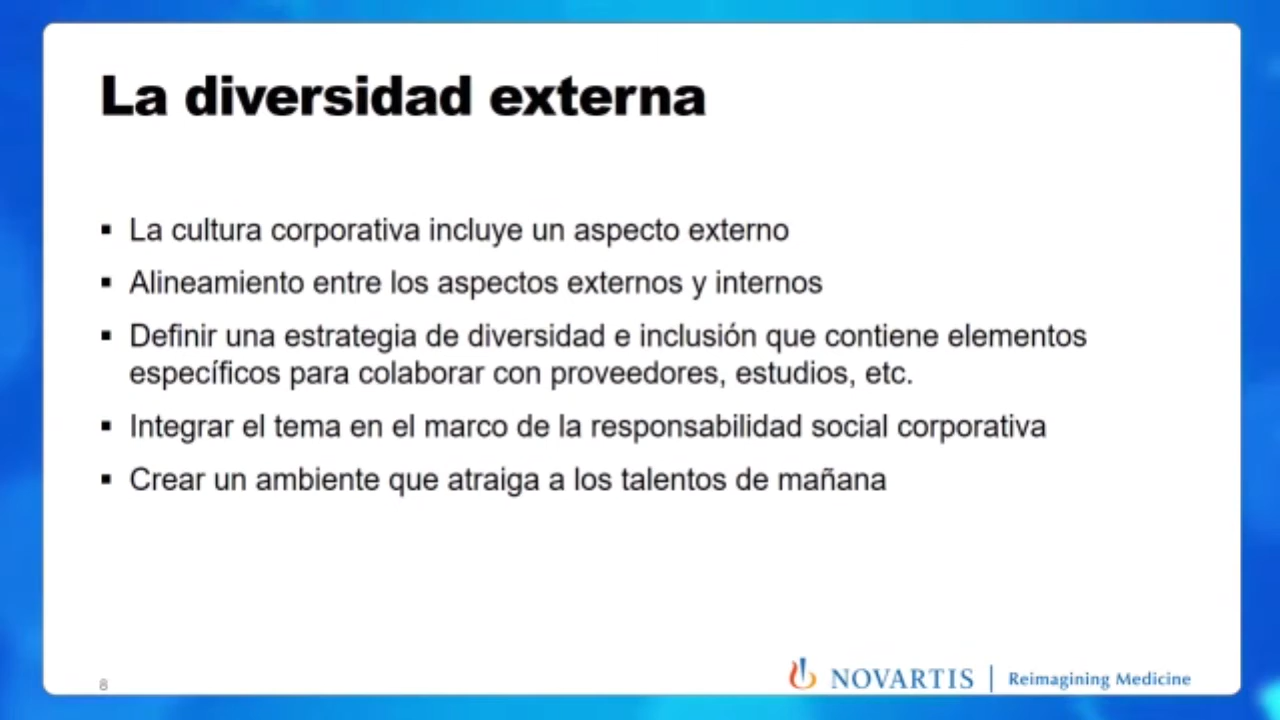 La diversidad externa
▪ La cultura corporativa incluye un aspecto externo
▪ Alineamiento entre los aspectos externos y internos
▪ Definir una estrategia de diversidad e inclusión que contiene elementos
específicos para colaborar con proveedores, estudios, etc.
▪ Integrar el tema en el marco de la responsabilidad social corporativa
▪ Crear un ambiente que atraiga a los talentos de mañana
8
NOVARTIS | Reimagining Medicine